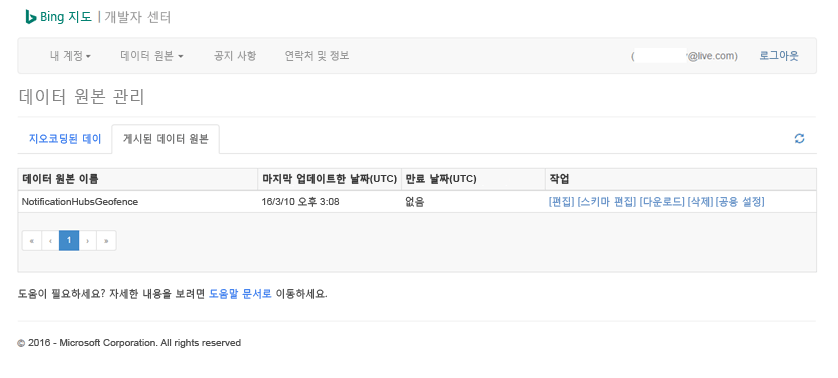 Bing 지도 | 개발자 센터
내 계정 데이터 원본 공지 사항 연락처 및 정보 ( @live.com) 로그아웃
데이터 원본 관리
지오코딩된 데이 게시된 데이터 원본
데이터 원본 이름 마지막 업데이트한 날짜(UTC) 만료 날짜(UTC) 작업
NotificationHubsGeofence 16/3/10 오후 3:08 없음 [편집] [스키마 편집] [다운로드] [삭제] [공용 설정]
« ‹ 1 › »
도움이 필요하세요? 자세한 내용을 보려면 도움말 문서로 이동하세요.
© 2016 - Microsoft Corporation. All rights reserved